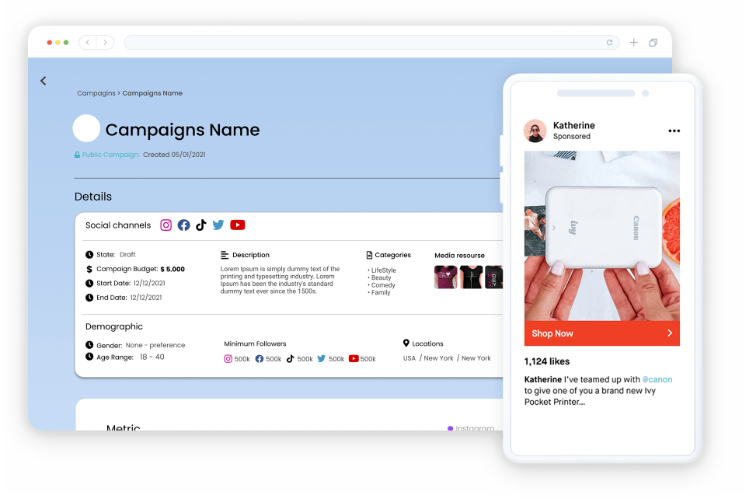 Campagins > Campaigns Name
Campaigns Name
Public Campaign: Created 05/01/2021
Details
Social channels
State: Draft
Campaign Budget: $ 5.000
Start Date: 12/12/2021
End Date: 12/12/2021
Description
Lorem Ipsum is simply dummy text of the
printing and typesetting industry. Lorem
Ipsum has been the industry's standard
dummy text ever since the 1500s.
Categories
• LifeStyle
• Beauty
• Comedy
• Family
Media resourse
Demographic
Gender: None - preference
Age Range: 18 - 40
Minimum Followers
500k 500k 500k 500k 500k
Locations
USA / New York / New York
Metric
Instagram
Katherine
Sponsored
Canon
ivy
Shop Now
1,124 likes
Katherine I've teamed up with @canon
to give one of you a brand new Ivy
Pocket Printer...